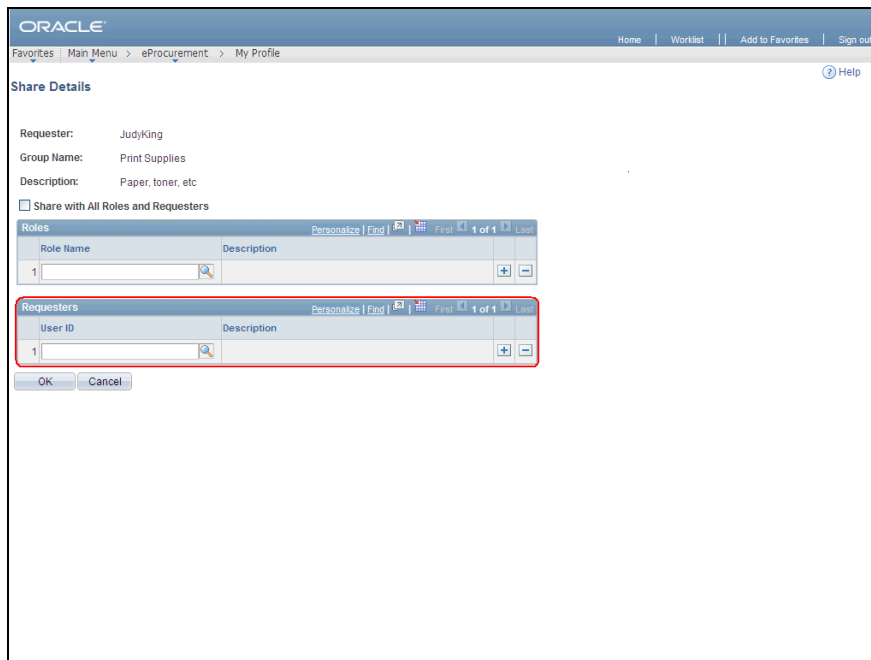 ORACLE
Home | Worklist || Add to Favorites | Sign out
Favorites Main Menu > eProcurement > My Profile
Help
Share Details
Requester: JudyKing
Group Name: Print Supplies
Description: Paper, toner, etc
Share with All Roles and Requesters
Roles Personalize | Find | | First 1 of 1 Last
Role Name Description
1
Requesters Personalize | Find | | First 1 of 1 Last
User ID Description
1
OK Cancel